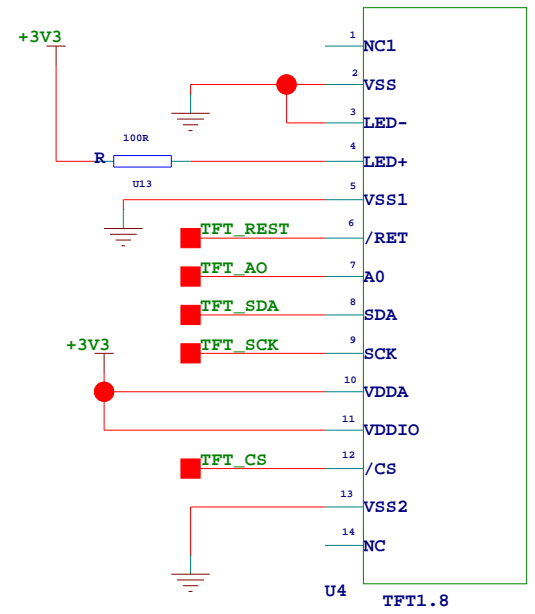 +3V3
1
NC1
2
VSS
3
LED-
100R
4
R
LED+
U13
5
VSS1
TFT_REST
6
/RET
TFT_AO
7
A0
TFT_SDA
8
SDA
+3V3
TFT_SCK
9
SCK
10
VDDA
11
VDDIO
TFT_CS
12
/CS
13
VSS2
14
NC
U4
TFT1.8